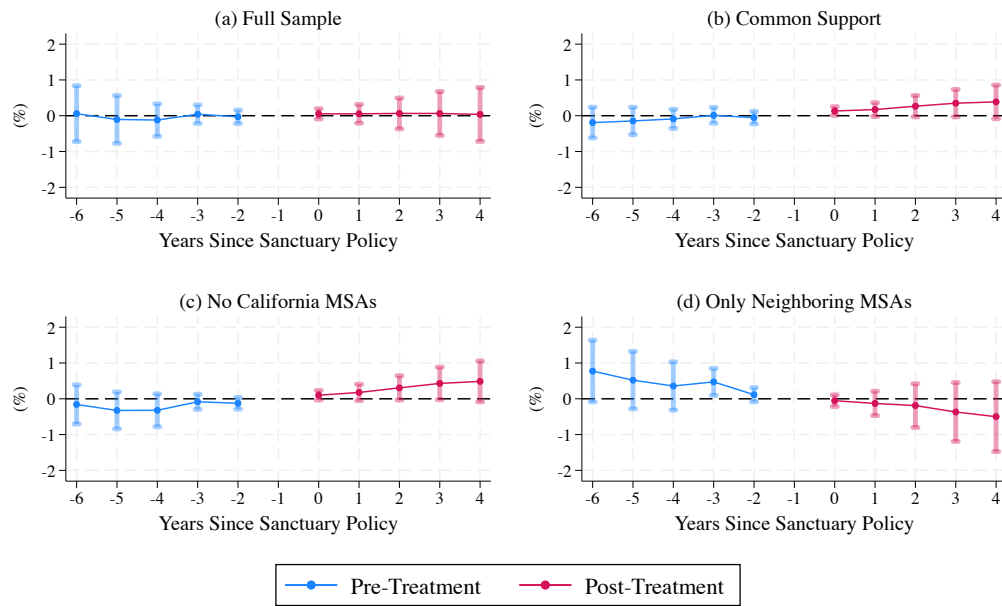 (a) Full Sample
(b) Common Support
2
1
0
-1
-2
(%)
-6 -5 -4 -3 -2 -1 0 1 2 3 4
Years Since Sanctuary Policy
2
1
0
-1
-2
(%)
-6 -5 -4 -3 -2 -1 0 1 2 3 4
Years Since Sanctuary Policy
(c) No California MSAs
(d) Only Neighboring MSAs
2
1
0
-1
-2
(%)
-6 -5 -4 -3 -2 -1 0 1 2 3 4
Years Since Sanctuary Policy
2
1
0
-1
-2
(%)
-6 -5 -4 -3 -2 -1 0 1 2 3 4
Years Since Sanctuary Policy
Pre-Treatment Post-Treatment